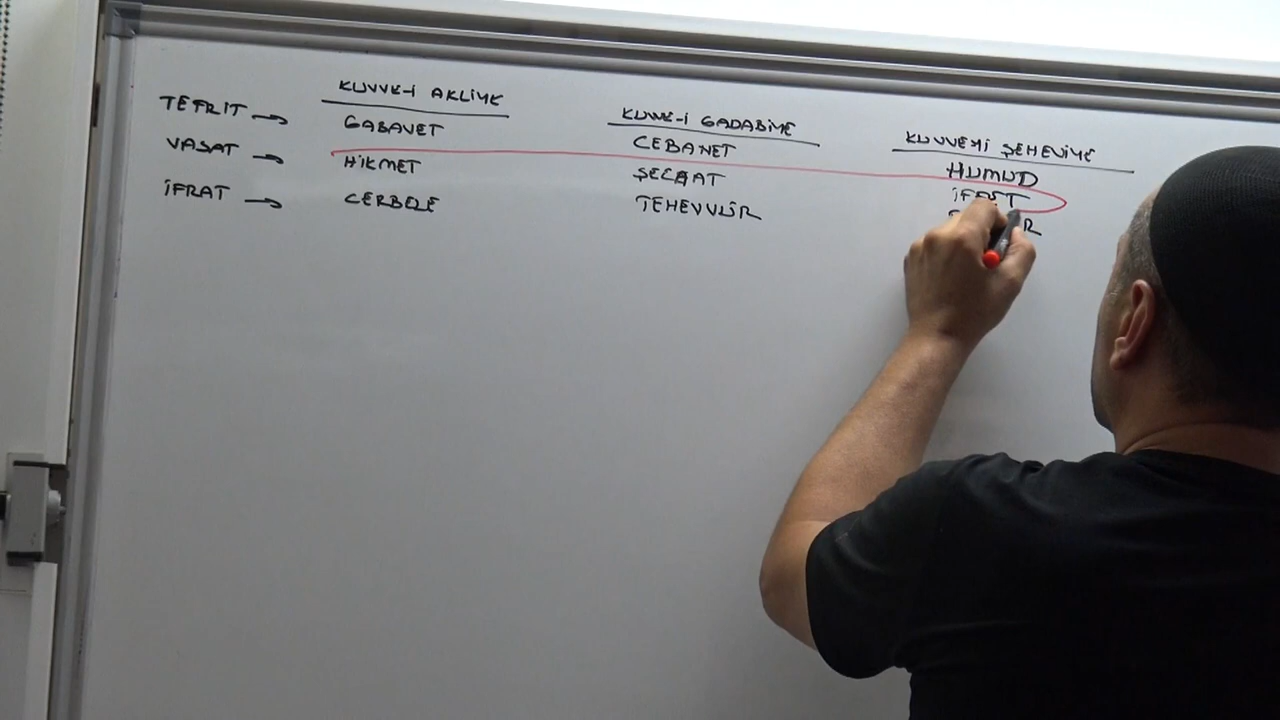 KUVVE-İ AKLİYE KUVVE-İ GADABİYE KUVVE-İ ŞEHEVİYE
TEFRİT → GABAVET CEBANET HUMUD
VASAT → HİKMET ŞECAAT İFFET
İFRAT → CERBEZE TEHEVVÜR